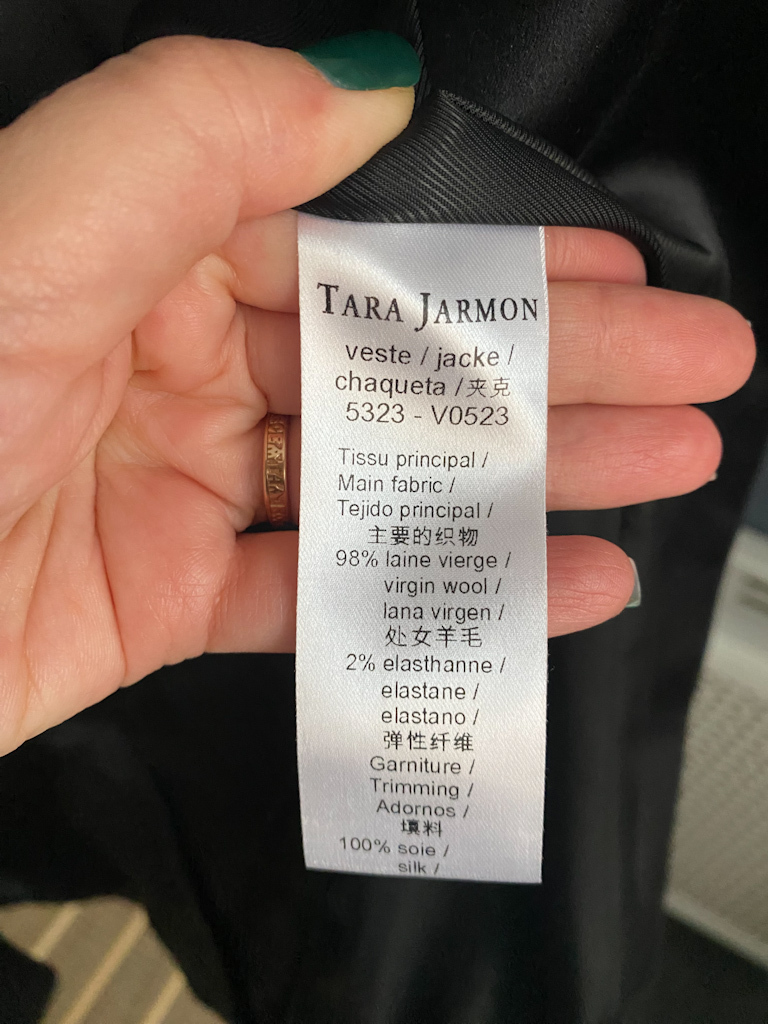 TARA JARMON
veste / jacke /
chaqueta / 夹克
5323 - V0523
Tissu principal /
Main fabric /
Tejido principal /
主要的织物
98% laine vierge /
virgin wool /
lana virgen /
处女羊毛
2% elasthanne /
elastane /
elastano /
弹性纤维
Garniture /
Trimming /
Adornos /
填料
100% soie /
silk /